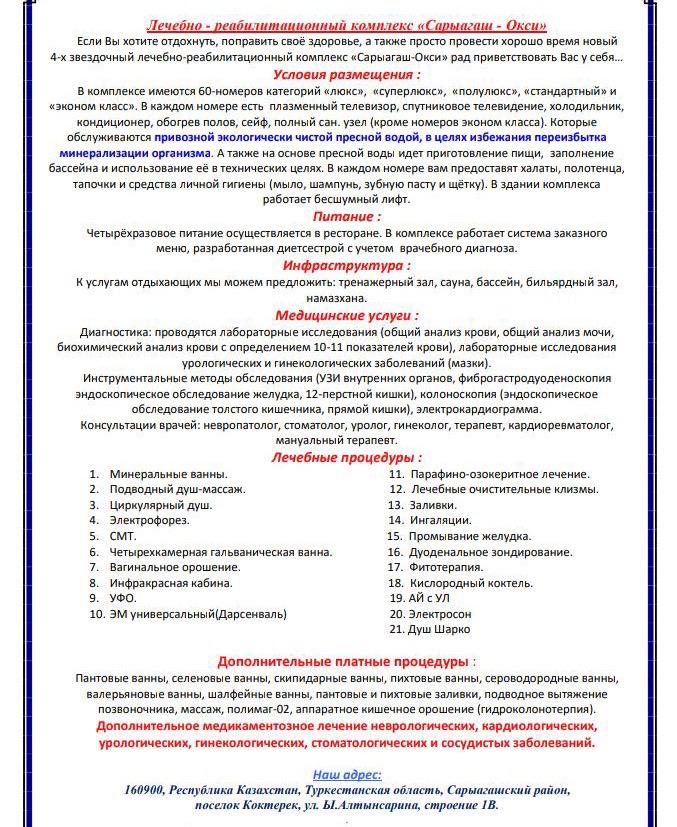 Лечебно - реабилитационный комплекс «Сарыагаш - Окси»
Если Вы хотите отдохнуть, поправить своё здоровье, а также просто провести хорошо время новый
4-х звездочный лечебно-реабилитационный комплекс «Сарыагаш-Окси» рад приветствовать Вас у себя…
Условия размещения :
В комплексе имеются 60-номеров категорий «люкс», «суперлюкс», «полулюкс», «стандартный» и
«эконом класс». В каждом номере есть плазменный телевизор, спутниковое телевидение, холодильник,
кондиционер, обогрев полов, сейф, полный сан. узел (кроме номеров эконом класса). Которые
обслуживаются привозной экологически чистой пресной водой, в целях избежания переизбытка
минерализации организма. А также на основе пресной воды идет приготовление пищи, заполнение
бассейна и использование её в технических целях. В каждом номере вам предоставят халаты, полотенца,
тапочки и средства личной гигиены (мыло, шампунь, зубную пасту и щётку). В здании комплекса
работает бесшумный лифт.
Питание :
Четырёхразовое питание осуществляется в ресторане. В комплексе работает система заказного
меню, разработанная диетсестрой с учетом врачебного диагноза.
Инфраструктура :
К услугам отдыхающих мы можем предложить: тренажерный зал, сауна, бассейн, бильярдный зал,
намазхана.
Медицинские услуги :
Диагностика: проводятся лабораторные исследования (общий анализ крови, общий анализ мочи,
биохимический анализ крови с определением 10-11 показателей крови), лабораторные исследования
урологических и гинекологических заболеваний (мазки).
Инструментальные методы обследования (УЗИ внутренних органов, фиброгастродуоденоскопия
эндоскопическое обследование желудка, 12-перстной кишки), колоноскопия (эндоскопическое
обследование толстого кишечника, прямой кишки), электрокардиограмма.
Консультации врачей: невропатолог, стоматолог, уролог, гинеколог, терапевт, кардиоревматолог,
мануальный терапевт.
Лечебные процедуры :
1. Минеральные ванны.
2. Подводный душ-массаж.
3. Циркулярный душ.
4. Электрофорез.
5. СМТ.
6. Четырехкамерная гальваническая ванна.
7. Вагинальное орошение.
8. Инфракрасная кабина.
9. УФО.
10. ЭМ универсальный(Дарсенваль)
11. Парафино-озокеритное лечение.
12. Лечебные очистительные клизмы.
13. Заливки.
14. Ингаляции.
15. Промывание желудка.
16. Дуоденальное зондирование.
17. Фитотерапия.
18. Кислородный коктель.
19. АЙ с УЛ
20. Электросон
21. Душ Шарко
Дополнительные платные процедуры :
Пантовые ванны, селеновые ванны, скипидарные ванны, пихтовые ванны, сероводородные ванны,
валерьяновые ванны, шалфейные ванны, пантовые и пихтовые заливки, подводное вытяжение
позвоночника, массаж, полимаг-02, аппаратное кишечное орошение (гидроколонотерпия).
Дополнительное медикаментозное лечение неврологических, кардиологических,
урологических, гинекологических, стоматологических и сосудистых заболеваний.
Наш адрес:
160900, Республика Казахстан, Туркестанская область, Сарыагашский район,
поселок Коктерек, ул. Ы.Алтынсарина, строение 1В.